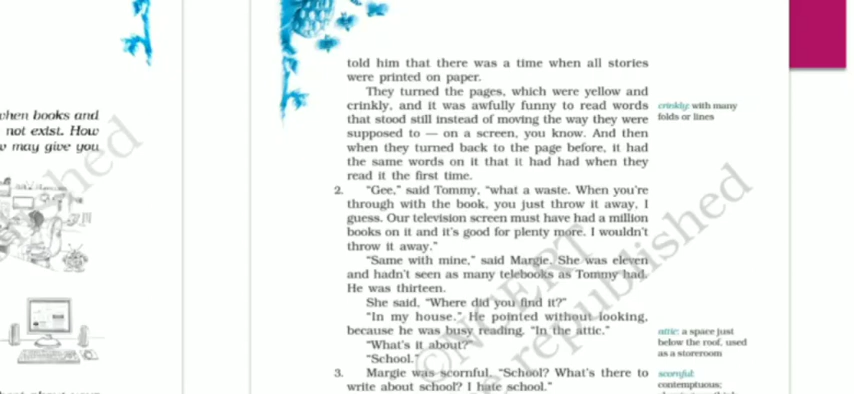 when books and
not exist. How
may give you
told him that there was a time when all stories
were printed on paper.
They turned the pages, which were yellow and
crinkly, and it was awfully funny to read words
that stood still instead of moving the way they were
supposed to — on a screen, you know. And then
when they turned back to the page before, it had
the same words on it that it had had when they
read it the first time.
2. "Gee," said Tommy, "what a waste. When you're
through with the book, you just throw it away, I
guess. Our television screen must have had a million
books on it and it's good for plenty more. I wouldn't
throw it away."
"Same with mine," said Margie. She was eleven
and hadn't seen as many telebooks as Tommy had.
He was thirteen.
She said, "Where did you find it?"
"In my house." He pointed without looking,
because he was busy reading. "In the attic."
"What's it about?"
"School."
3. Margie was scornful. "School? What's there to
write about school? I hate school."
crinkly: with many
folds or lines
attic: a space just
below the roof, used
as a storeroom
scornful:
contemptuous;
©NCERT
be republished